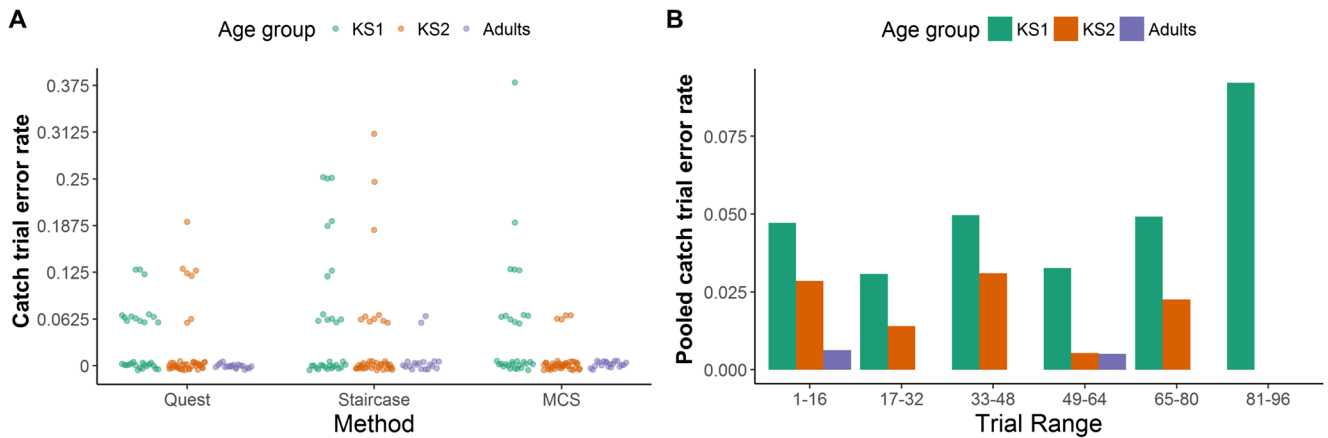 A
Age group KS1 KS2 Adults
Catch trial error rate
0.375
0.3125
0.25
0.1875
0.125
0.0625
0
Quest Staircase MCS
Method
B
Age group KS1 KS2 Adults
Pooled catch trial error rate
0.075
0.050
0.025
0.000
1-16 17-32 33-48 49-64 65-80 81-96
Trial Range